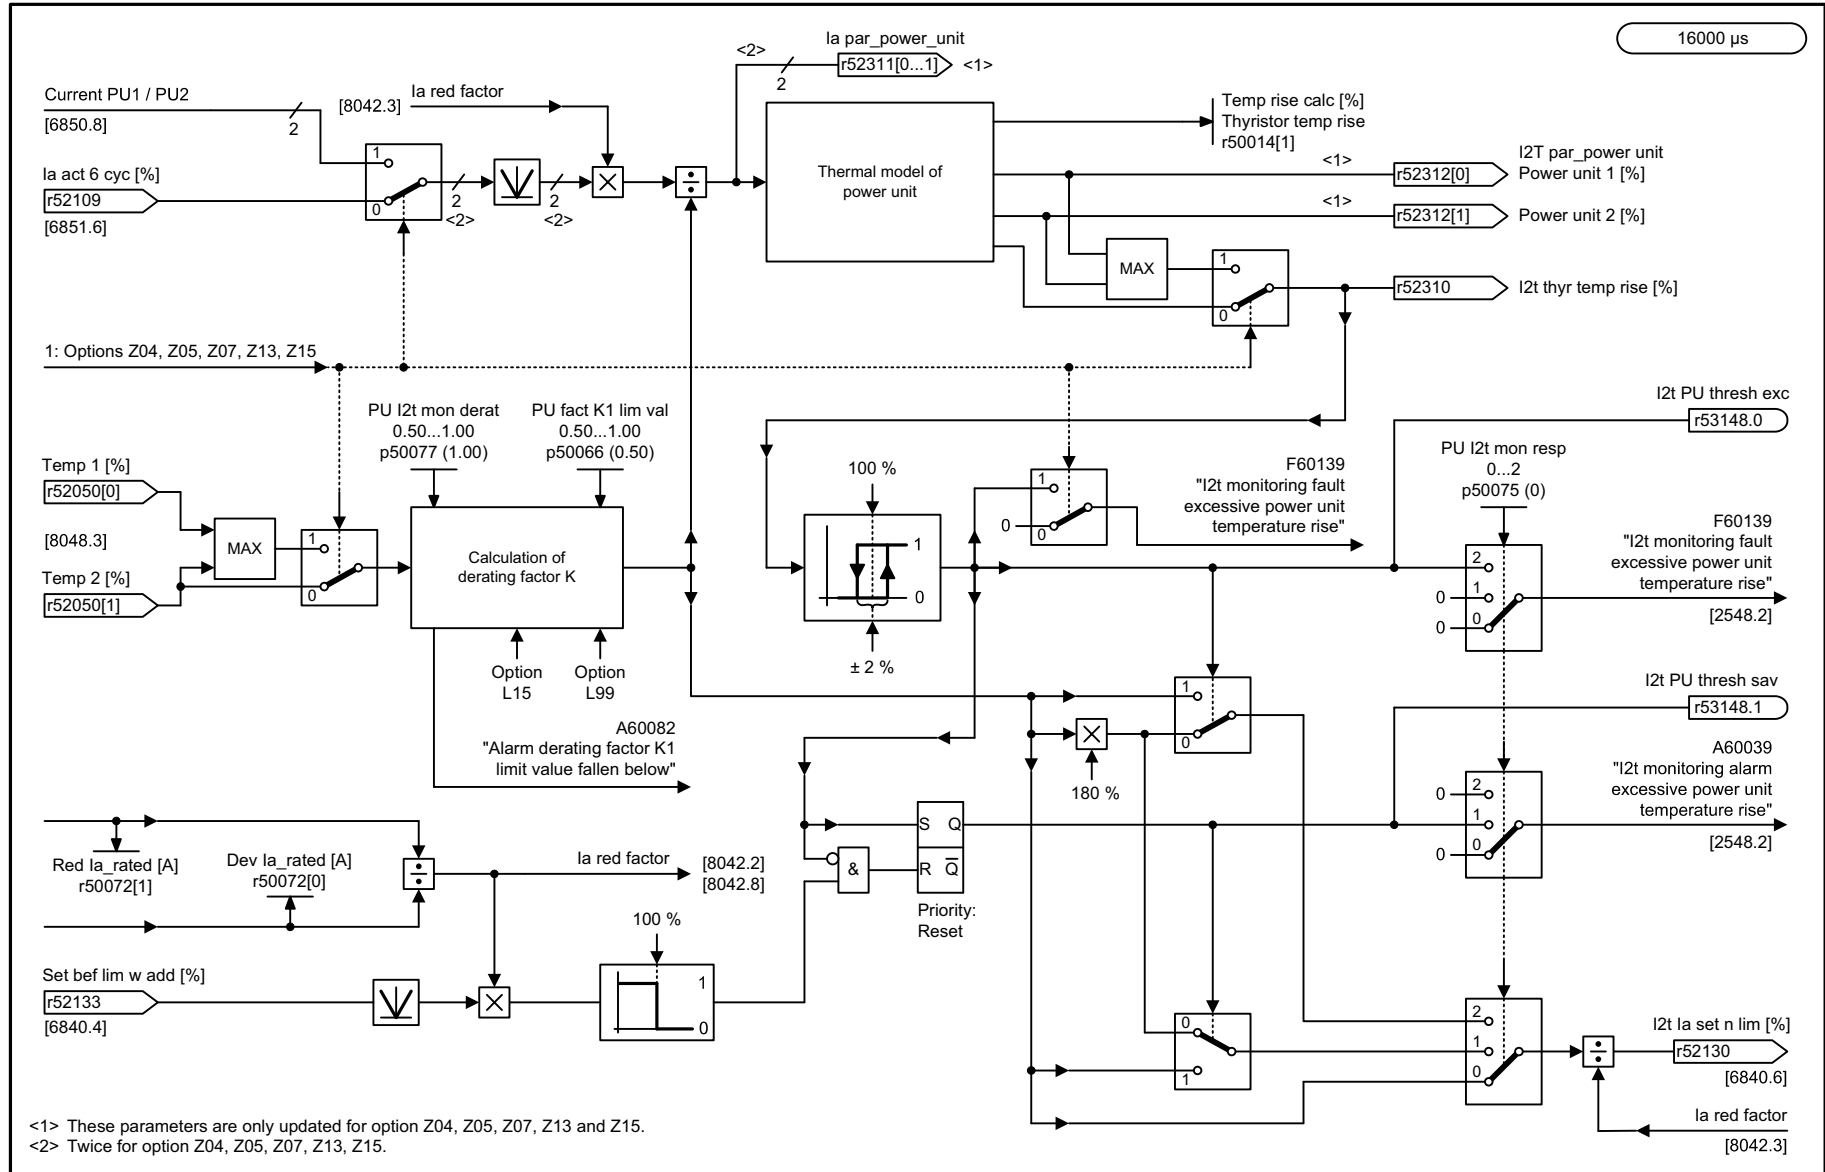 16000 µs
Ia par_power_unit
<2>
2
r52311[0...1]
<1>
Current PU1 / PU2
[6850.8]
2
Ia red factor
[8042.3]
Ia act 6 cyc [%]
r52109
[6851.6]
1
0
2
<2>
2
<2>
×
÷
Thermal model of
power unit
Temp rise calc [%]
Thyristor temp rise
r50014[1]
<1>
r52312[0]
I2T par_power unit
Power unit 1 [%]
<1>
r52312[1]
Power unit 2 [%]
MAX
1
0
r52310
I2t thyr temp rise [%]
1: Options Z04, Z05, Z07, Z13, Z15
PU I2t mon derat
0.50...1.00
p50077 (1.00)
PU fact K1 lim val
0.50...1.00
p50066 (0.50)
Temp 1 [%]
r52050[0]
[8048.3]
Temp 2 [%]
r52050[1]
MAX
1
0
Calculation of
derating factor K
Option
L15
Option
L99
A60082
"Alarm derating factor K1
limit value fallen below"
100 %
1
0
± 2 %
1
0
0
F60139
"I2t monitoring fault
excessive power unit
temperature rise"
I2t PU thresh exc
r53148.0
PU I2t mon resp
0...2
p50075 (0)
2
0
1
0
0
F60139
"I2t monitoring fault
excessive power unit
temperature rise"
[2548.2]
I2t PU thresh sav
r53148.1
1
0
×
180 %
0
2
1
0
0
A60039
"I2t monitoring alarm
excessive power unit
temperature rise"
[2548.2]
S Q
R Q̅
&
Priority:
Reset
Red Ia_rated [A]
r50072[1]
Dev Ia_rated [A]
r50072[0]
÷
Ia red factor
[8042.2]
[8042.8]
Set bef lim w add [%]
r52133
[6840.4]
×
100 %
1
0
0
1
2
1
0
÷
I2t Ia set n lim [%]
r52130
[6840.6]
Ia red factor
[8042.3]
<1> These parameters are only updated for option Z04, Z05, Z07, Z13 and Z15.
<2> Twice for option Z04, Z05, Z07, Z13, Z15.